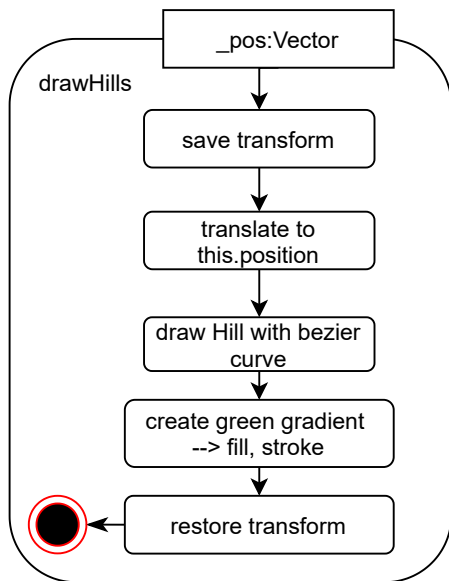 _pos:Vector
drawHills
save transform
translate to
this.position
draw Hill with bezier
curve
create green gradient
--> fill, stroke
restore transform